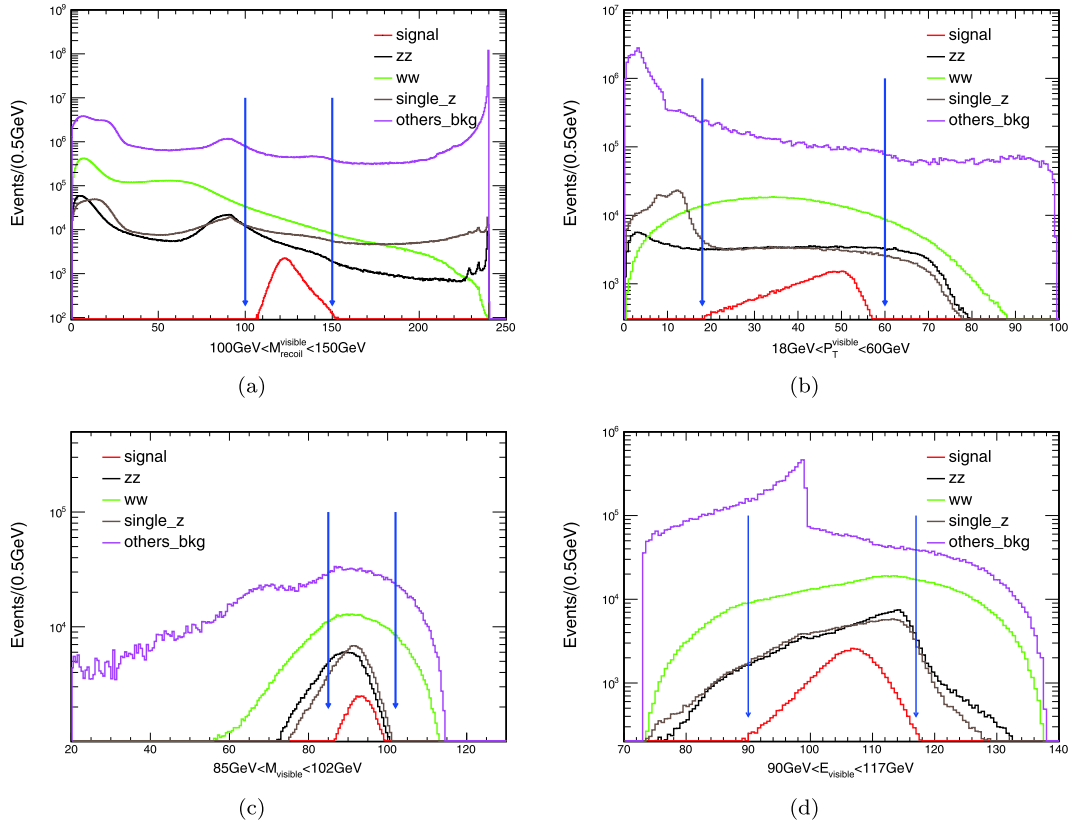 Events/(0.5GeV)
10^9
10^8
10^7
10^6
10^5
10^4
10^3
10^2
signal
zz
ww
single_z
others_bkg
0 50 100 150 200 250
100GeV<M^visible_recoil<150GeV
(a)
Events/(0.5GeV)
10^7
10^6
10^5
10^4
10^3
signal
zz
ww
single_z
others_bkg
0 10 20 30 40 50 60 70 80 90 100
18GeV<P_T^visible<60GeV
(b)
Events/(0.5GeV)
10^5
10^4
signal
zz
ww
single_z
others_bkg
20 40 60 80 100 120
85GeV<M_visible<102GeV
(c)
Events/(0.5GeV)
10^6
10^5
10^4
10^3
signal
zz
ww
single_z
others_bkg
70 80 90 100 110 120 130 140
90GeV<E_visible<117GeV
(d)